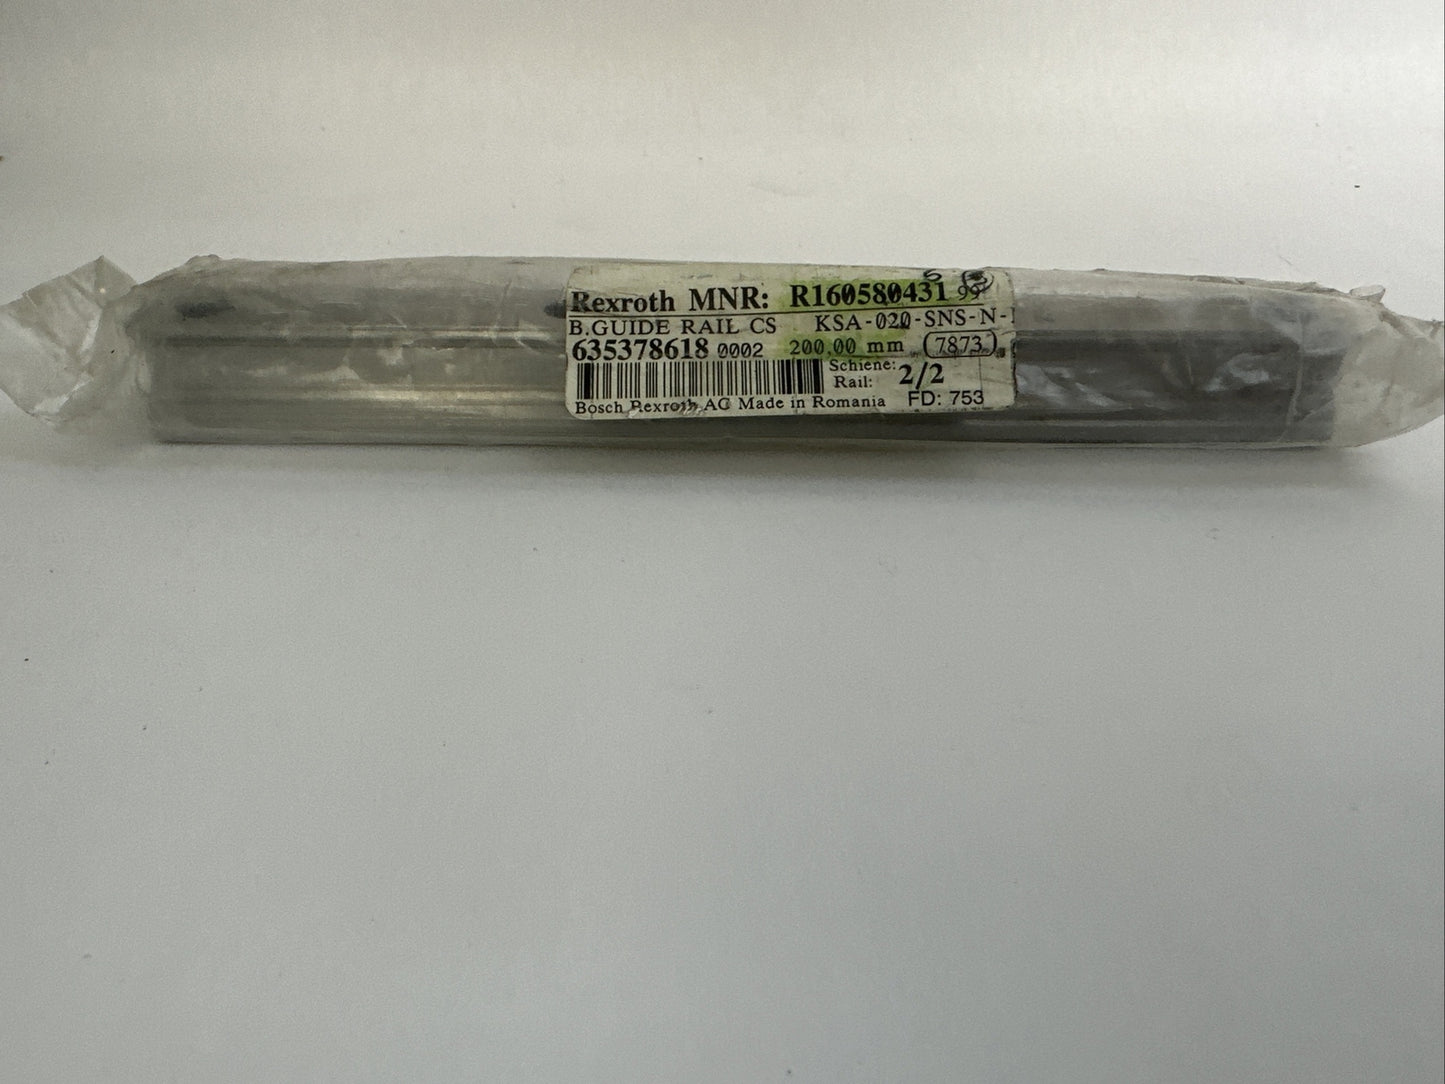 Rexroth MNR: R160580431 99
B.GUIDE RAIL CS KSA-020-SNS-N-
635378618 0002 200,00 mm 7873
Schiene:
Rail: 2/2
Bosch Rexroth AG Made in Romania FD: 753